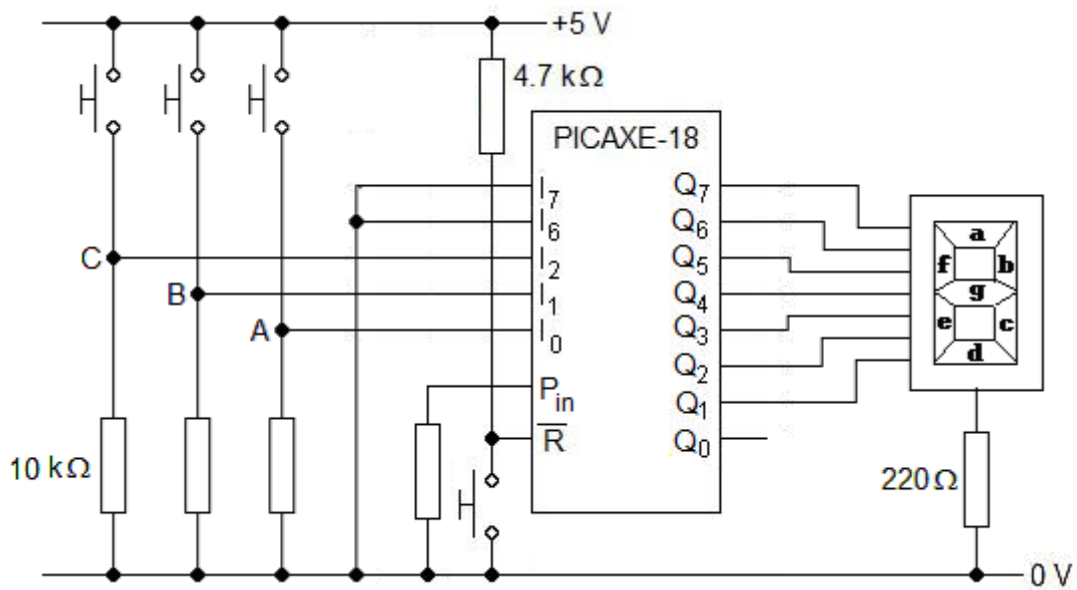 +5 V
4.7 kΩ
PICAXE-18
I7
I6
I2
I1
I0
Pin
R̅
Q7
Q6
Q5
Q4
Q3
Q2
Q1
Q0
C
B
A
a
f b
g
e c
d
10 kΩ
220Ω
0 V